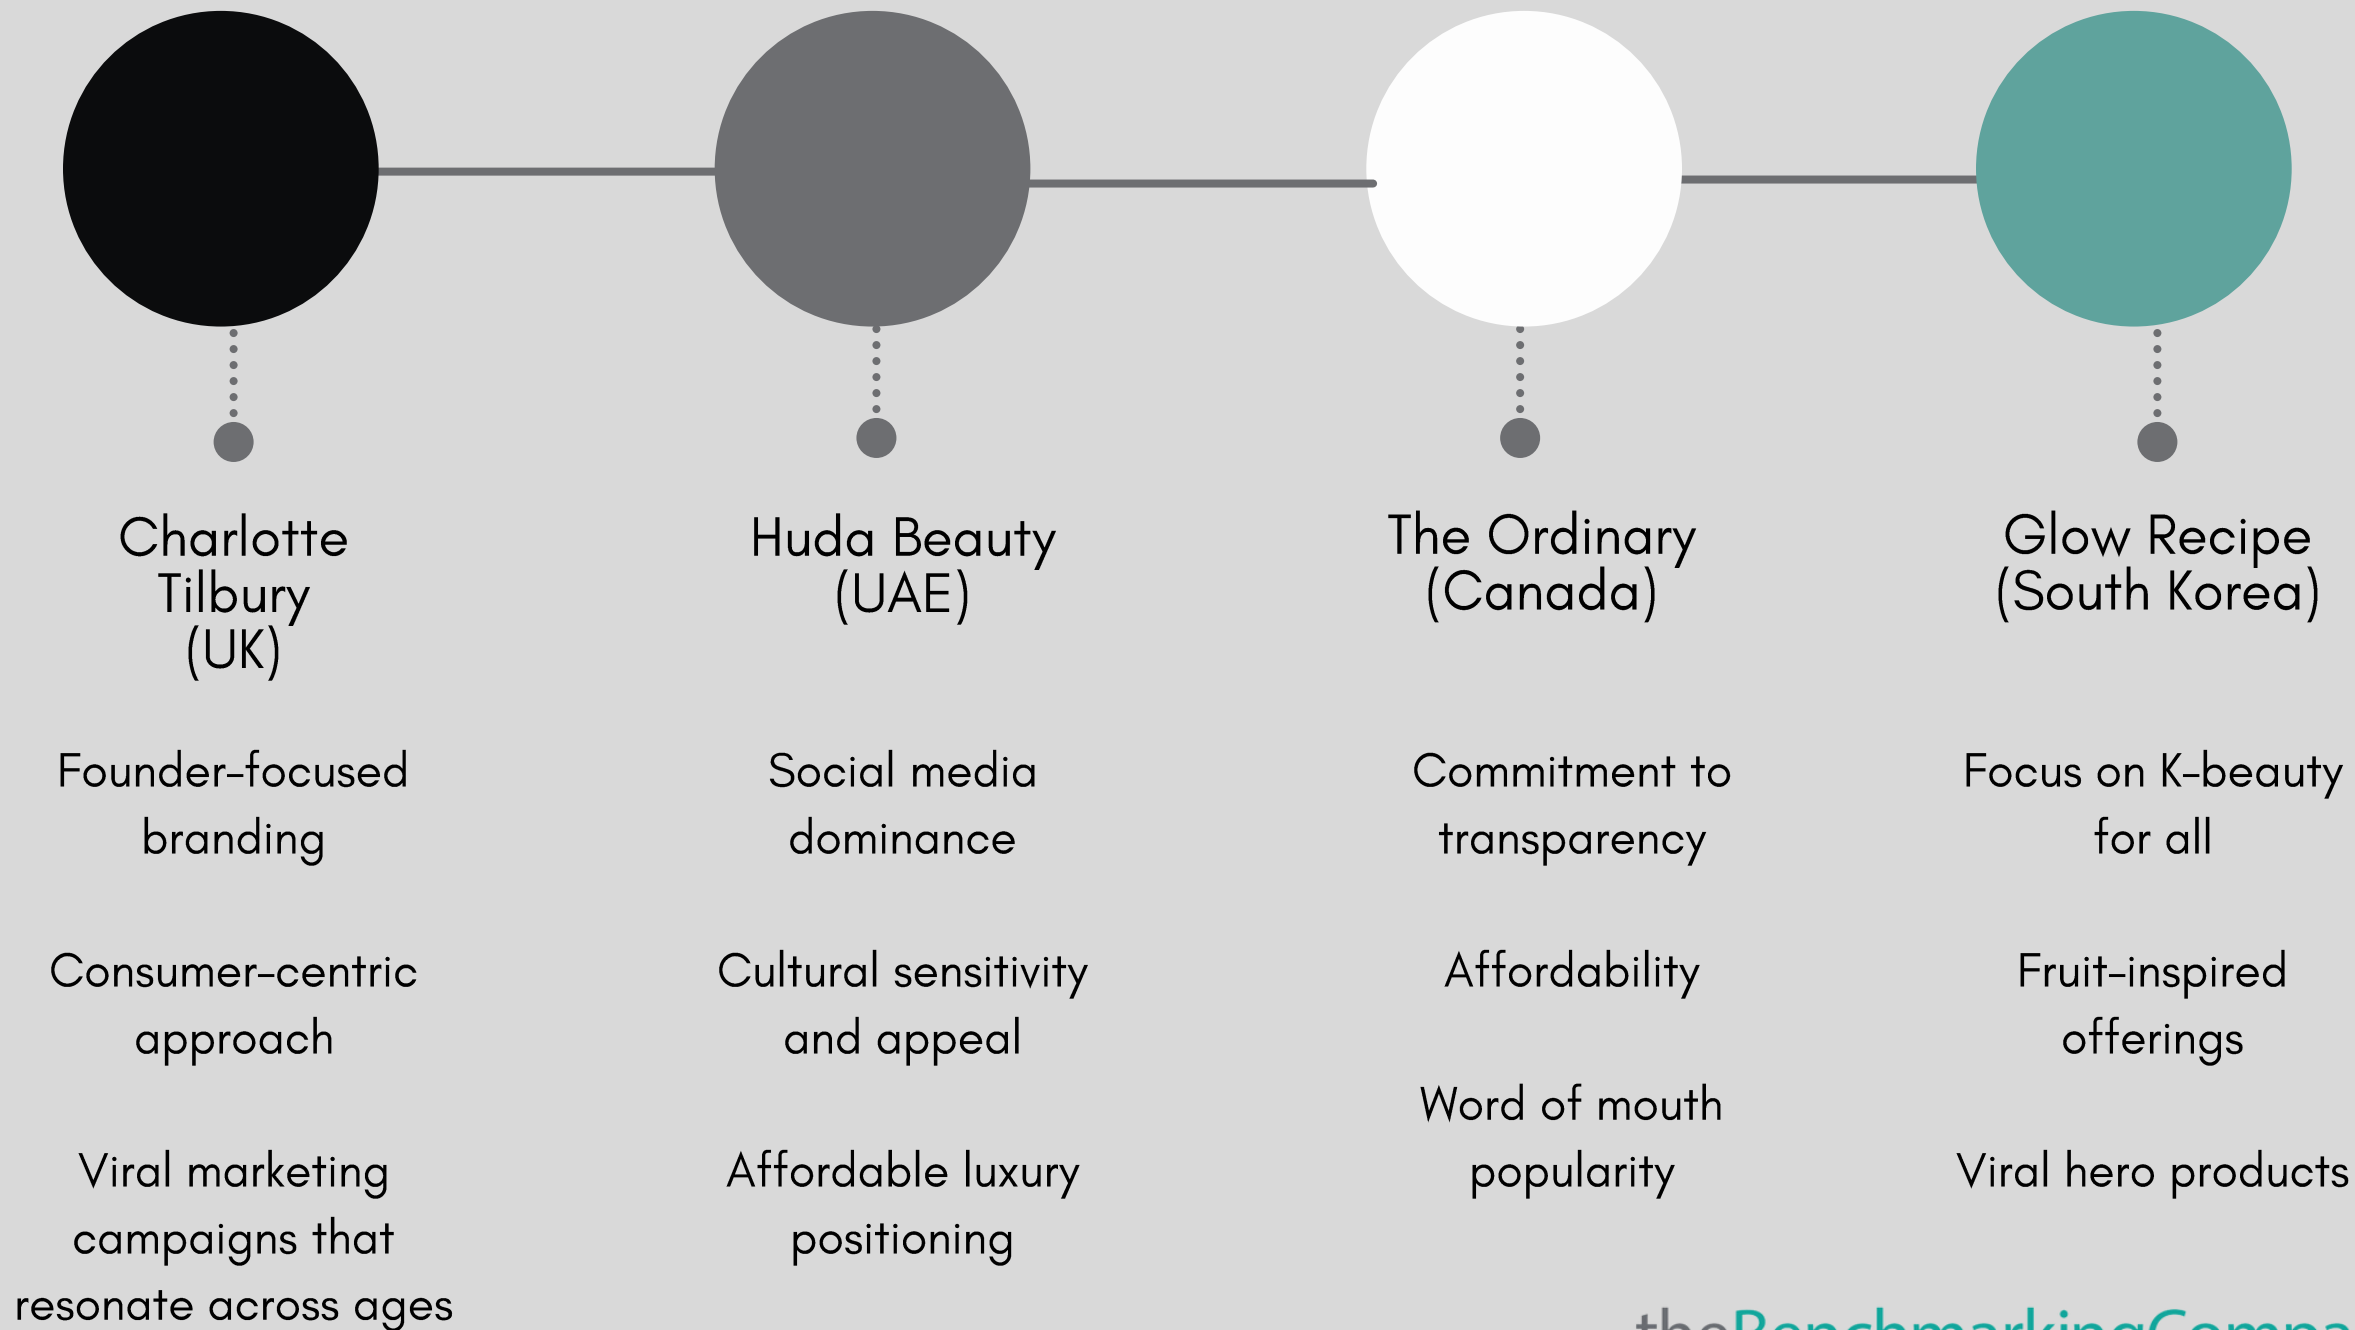 Charlotte
Tilbury
(UK)
Founder-focused
branding
Consumer-centric
approach
Viral marketing
campaigns that
resonate across ages
Huda Beauty
(UAE)
Social media
dominance
Cultural sensitivity
and appeal
Affordable luxury
positioning
The Ordinary
(Canada)
Commitment to
transparency
Affordability
Word of mouth
popularity
Glow Recipe
(South Korea)
Focus on K-beauty
for all
Fruit-inspired
offerings
Viral hero products
theBenchmarkingCompa